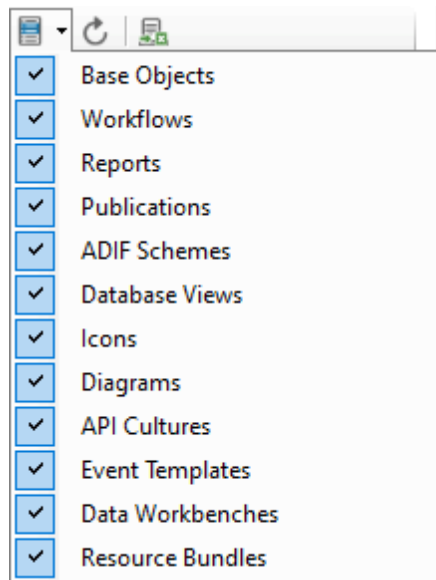 Base Objects
Workflows
Reports
Publications
ADIF Schemes
Database Views
Icons
Diagrams
API Cultures
Event Templates
Data Workbenches
Resource Bundles